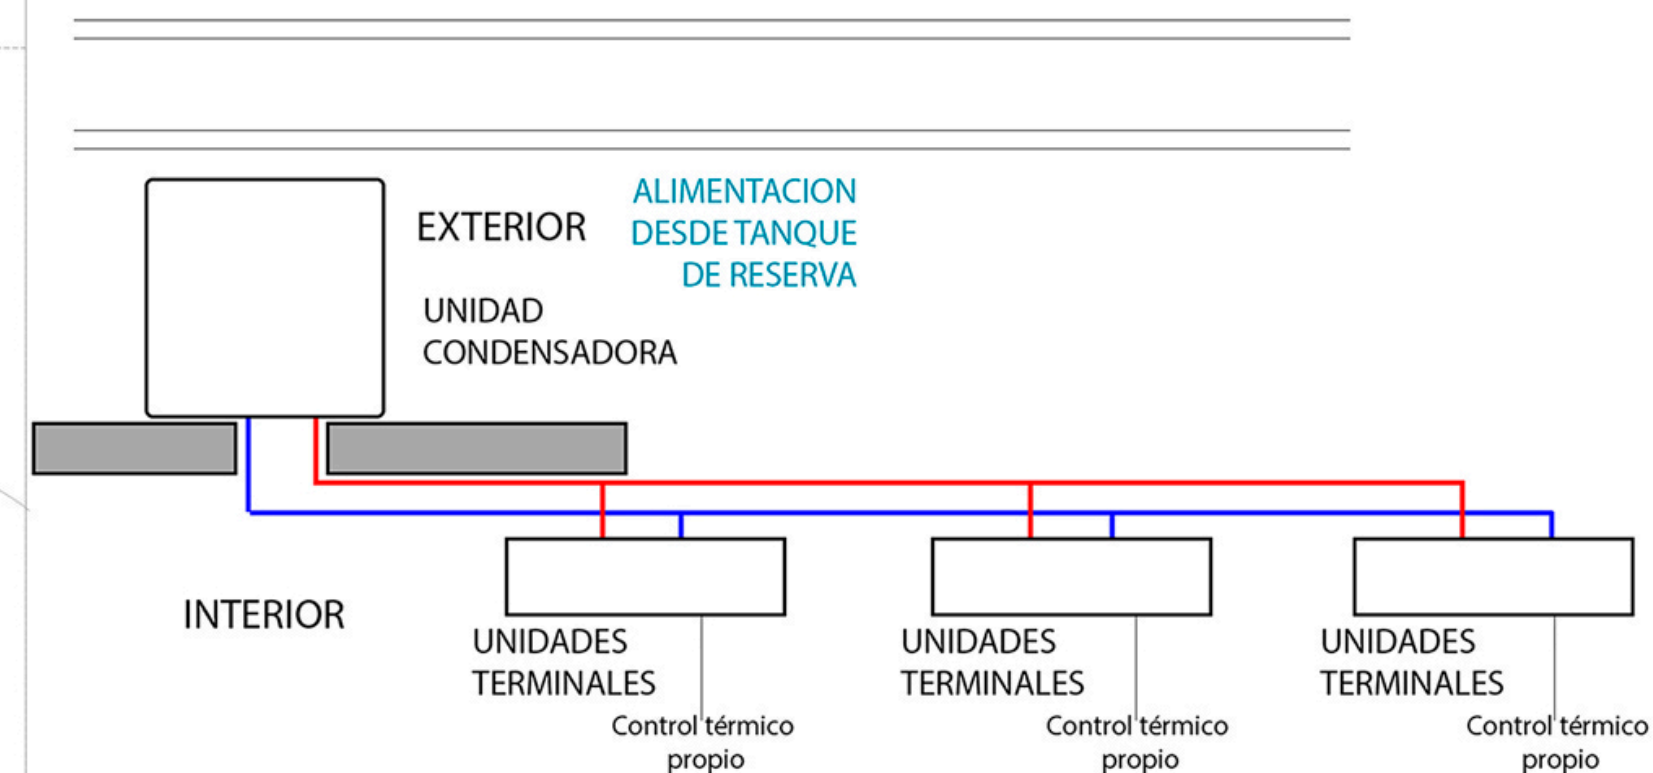 EXTERIOR
ALIMENTACION
DESDE TANQUE
DE RESERVA
UNIDAD
CONDENSADORA
INTERIOR
UNIDADES
TERMINALES
Control térmico
propio
UNIDADES
TERMINALES
Control térmico
propio
UNIDADES
TERMINALES
Control térmico
propio